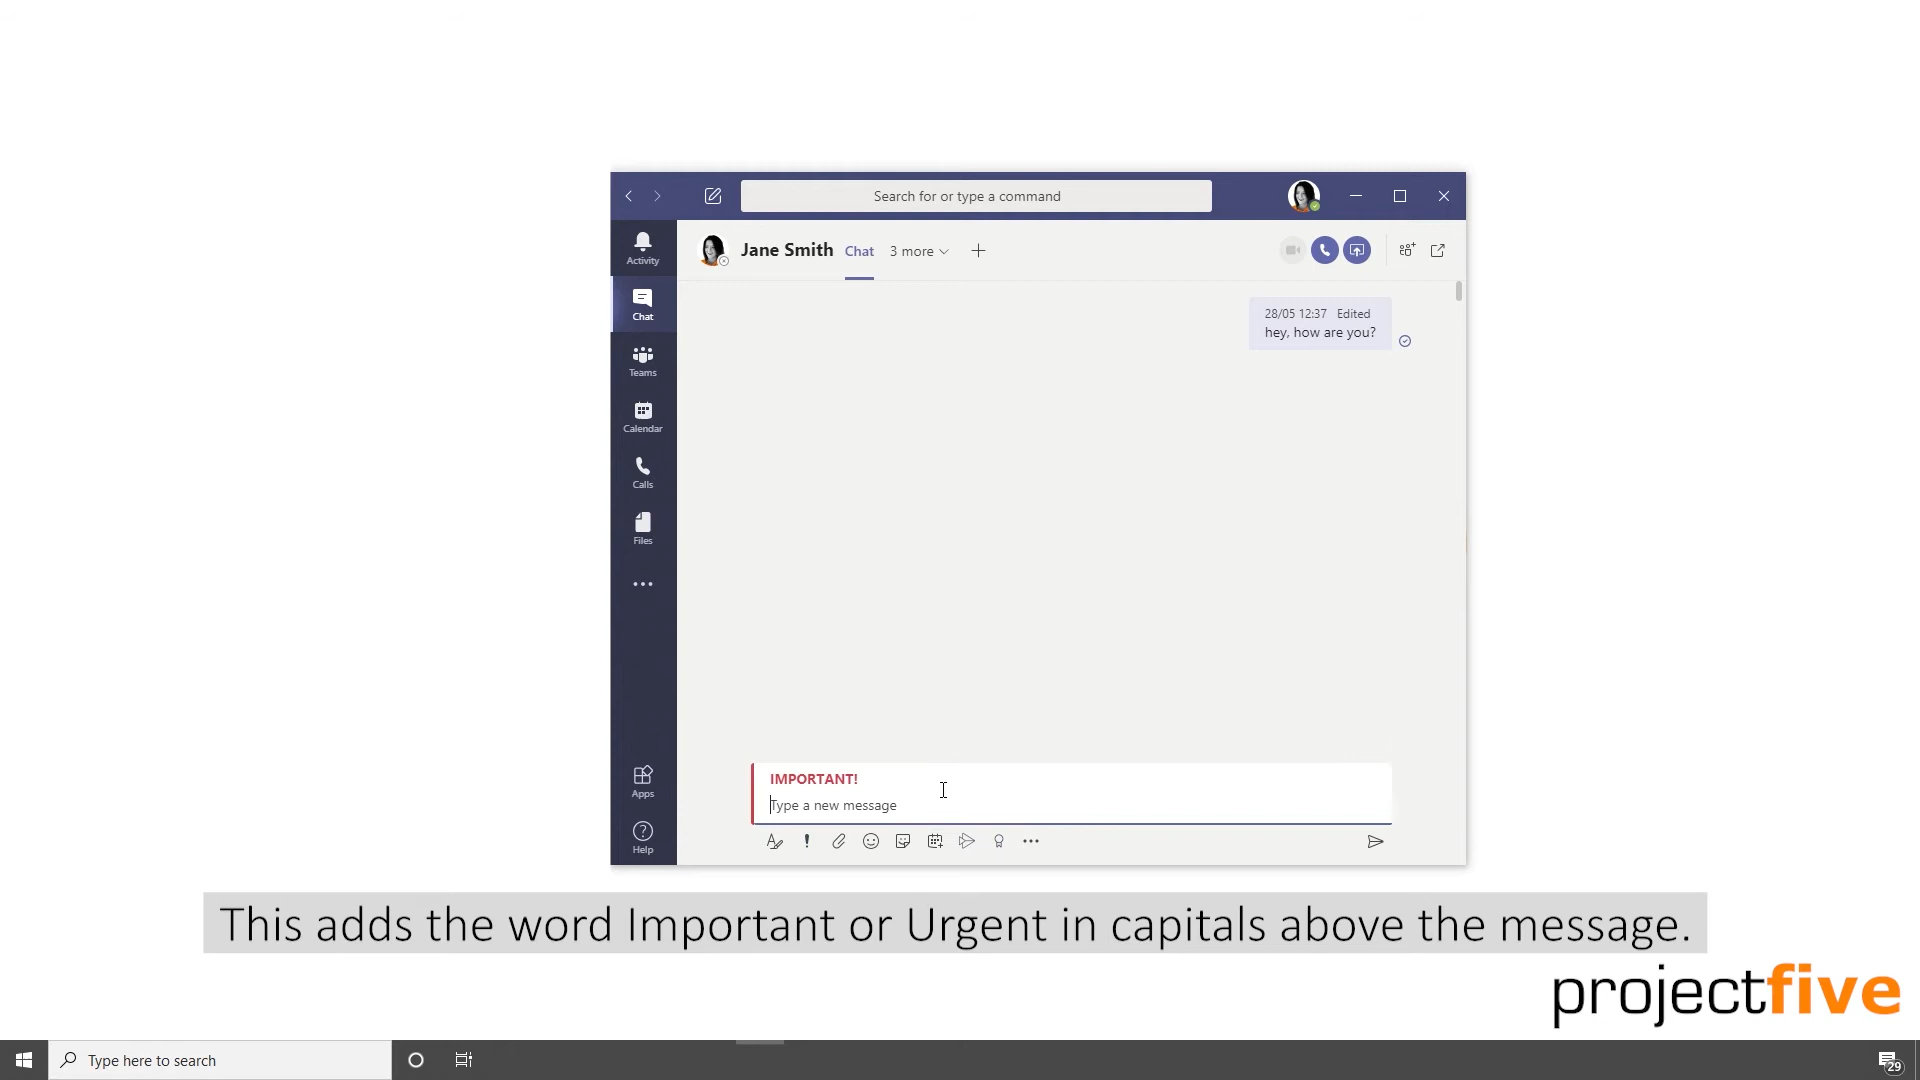 Search for or type a command
Activity
Chat
Teams
Calendar
Calls
Files
Apps
Help
Jane Smith
Chat
3 more
28/05 12:37 Edited
hey, how are you?
IMPORTANT!
Type a new message
This adds the word Important or Urgent in capitals above the message.
projectfive
Type here to search
29